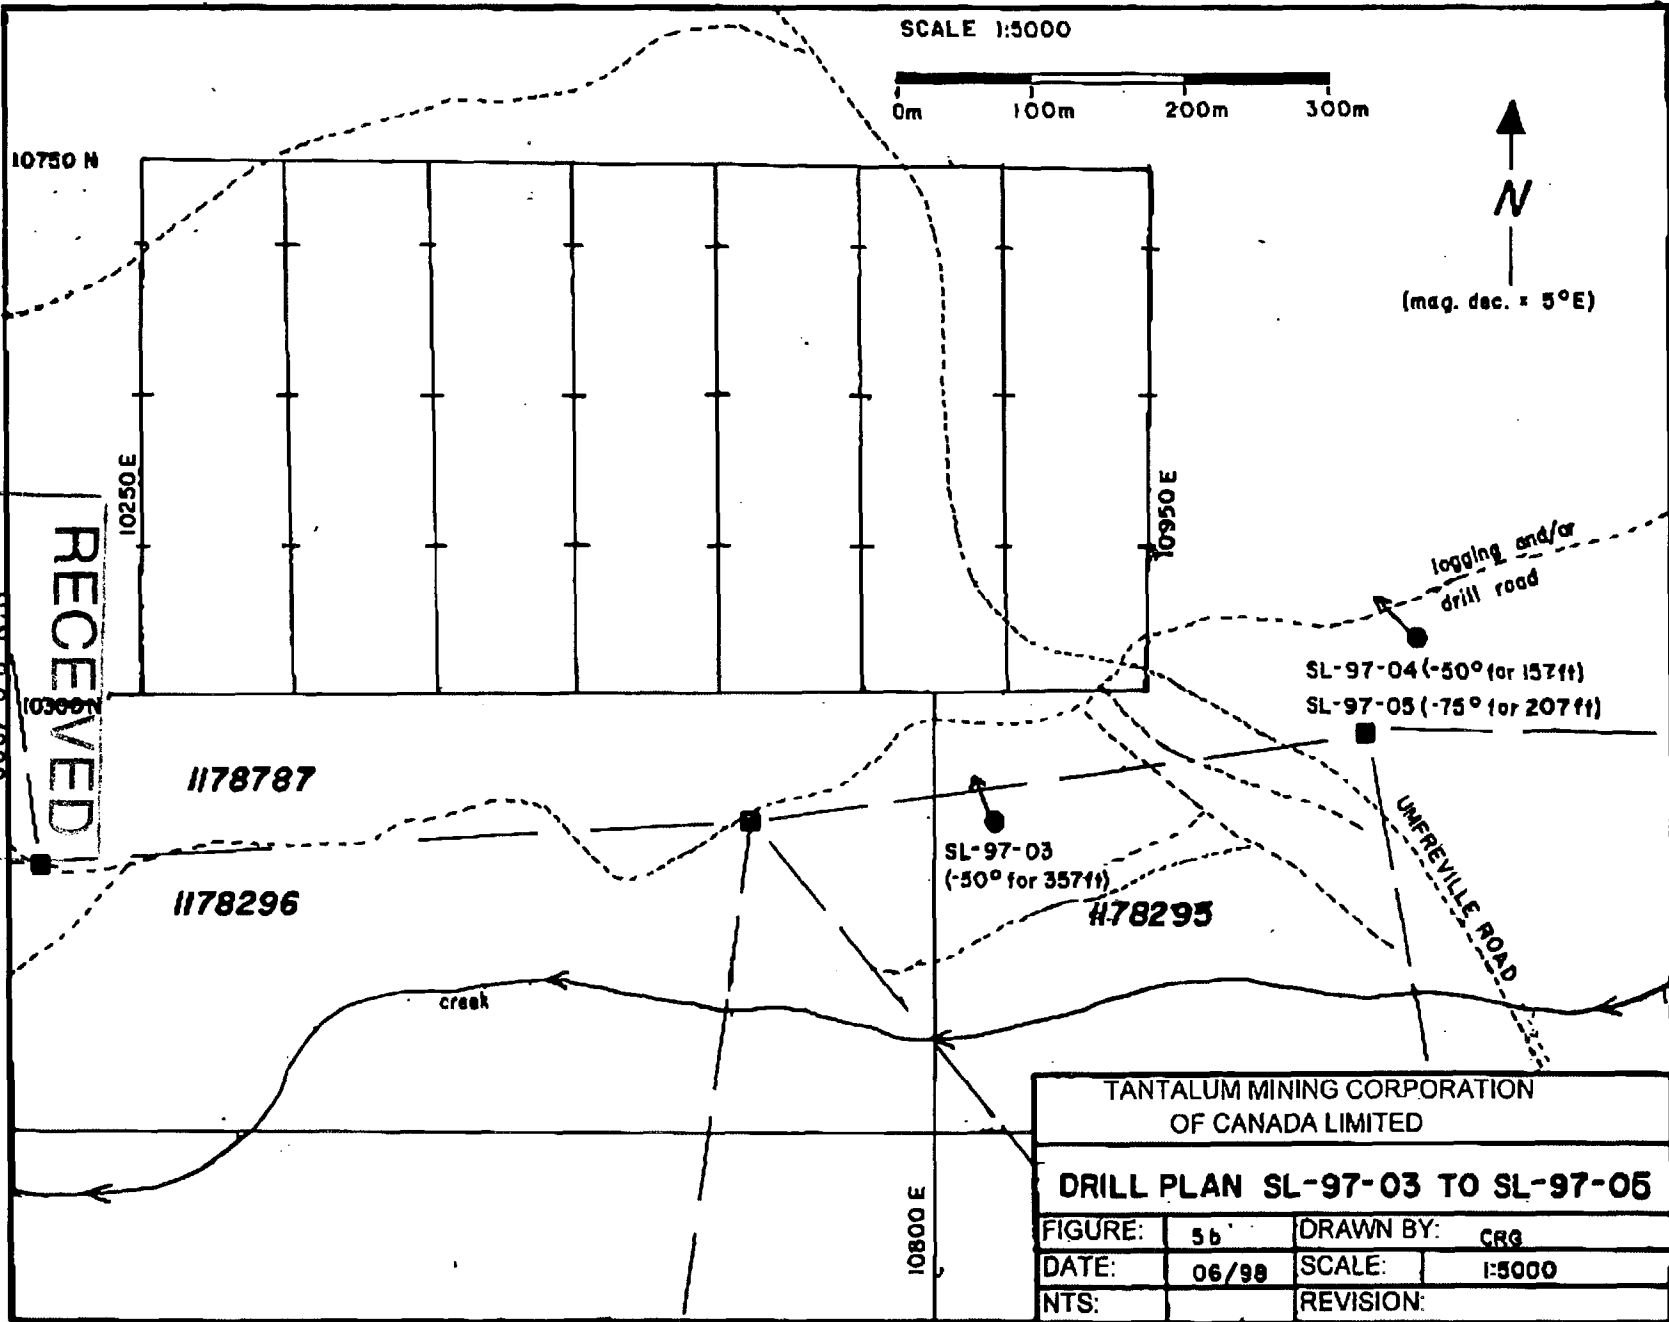 SCALE 1:5000
0m 100m 200m 300m
10750 N
N
(mag. dec. = 5°E)
10250 E
10950 E
RECEIVED
logging and/or
drill road
SL-97-04 (-50° for 157ft)
SL-97-05 (-75° for 207ft)
10300N
1178787
SL-97-03
(-50° for 357ft)
UMFREVILLE ROAD
1178296
1178295
creek
10800 E
TANTALUM MINING CORPORATION
OF CANADA LIMITED
DRILL PLAN SL-97-03 TO SL-97-05
FIGURE: 5b DRAWN BY: CRG
DATE: 06/98 SCALE: 1:5000
NTS: REVISION: